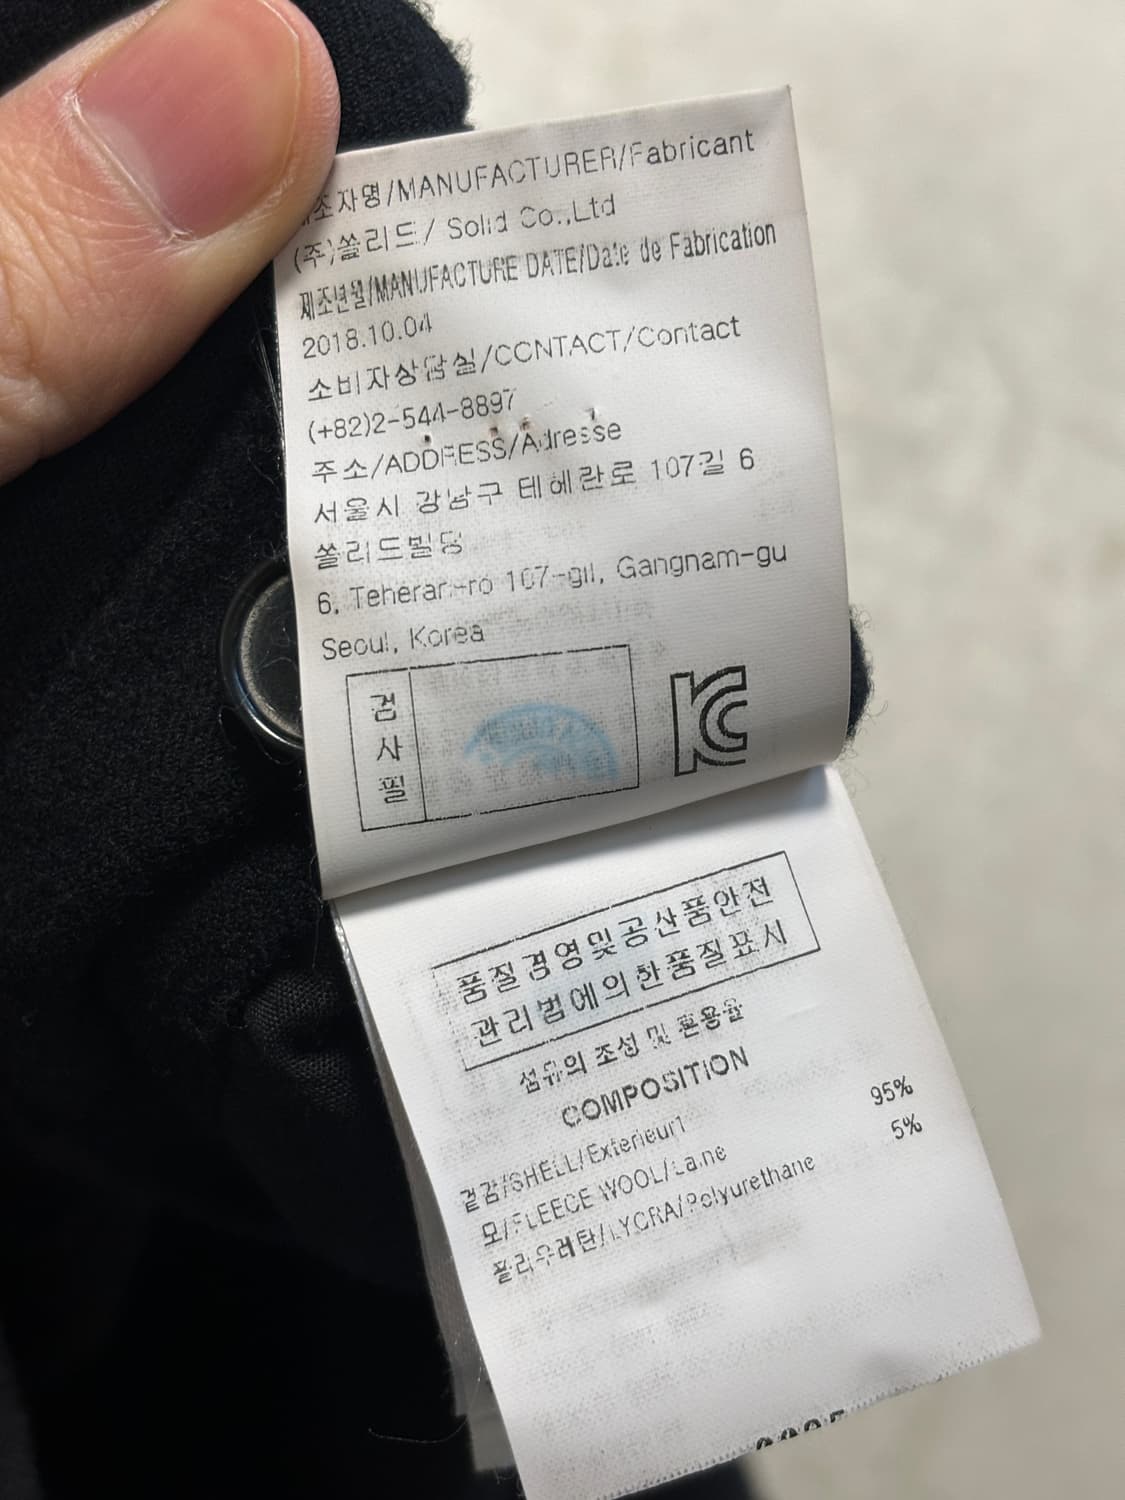 조자명/MANUFACTURER/Fabricant
(주)쏠리드/ Solid Co.,Ltd
제조년월/MANUFACTURE DATE/Date de Fabrication
2018.10.04
소비자상담실/CONTACT/Contact
(+82)2-544-8897
주소/ADDRESS/Adresse
서울시 강남구 테헤란로 107길 6
쏠리드빌딩
6, Teheran-ro 107-gil, Gangnam-gu
Seoul, Korea
검
사
필
KC
품질경영및공산품안전
관리법에의한품질표시
섬유의 조성 및 혼용율
COMPOSITION
겉감/SHELL/Exterieur1
모/FLEECE WOOL/Laine 95%
폴리우레탄/LYCRA/Polyurethane 5%